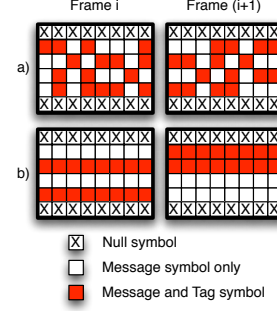 Frame i Frame (i+1)
a)
X X X X X X X X X X X X X X X X
X X X X X X X X X X X X X X X X
b)
X X X X X X X X X X X X X X X X
X X X X X X X X X X X X X X X X
X Null symbol
Message symbol only
Message and Tag symbol